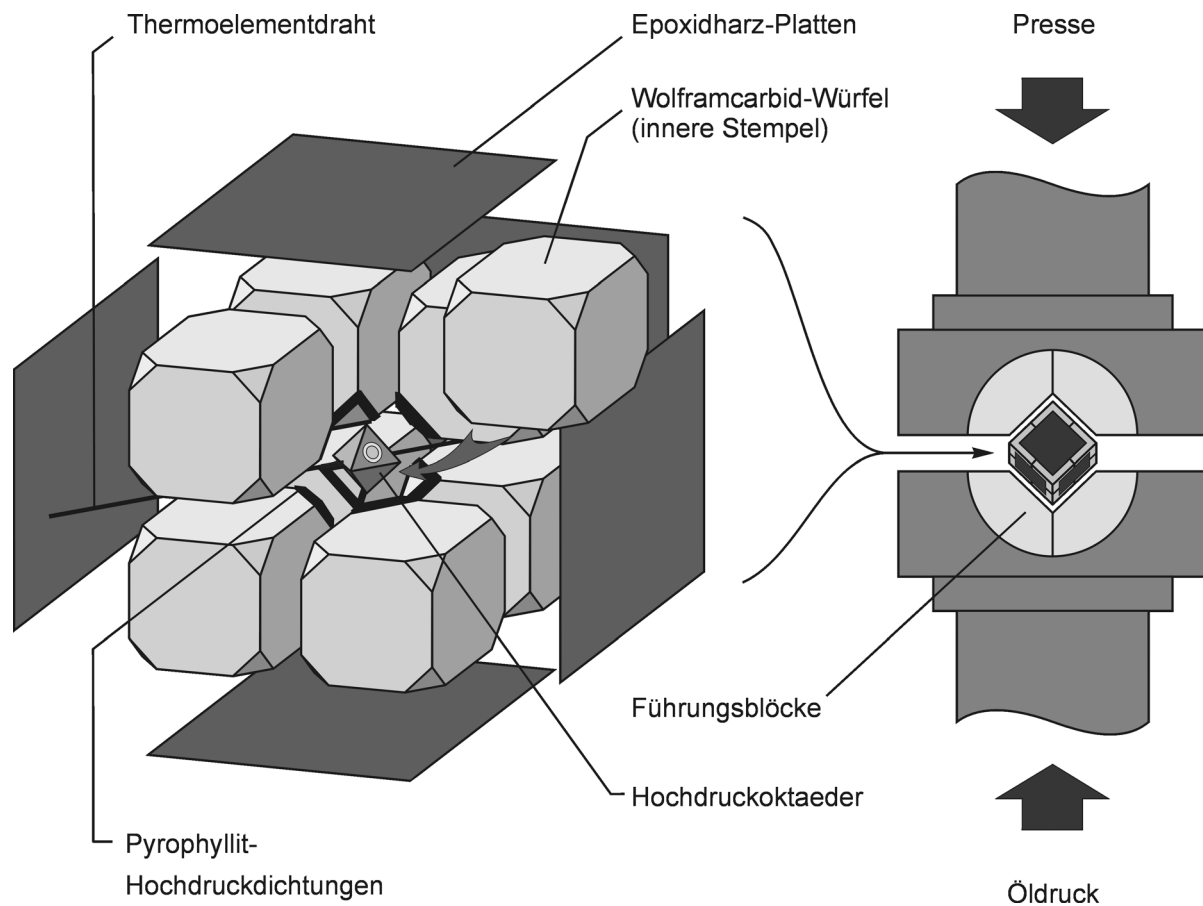 Thermoelementdraht
Epoxidharz-Platten
Presse
Wolframcarbid-Würfel
(innere Stempel)
Führungsblöcke
Hochdruckoktaeder
Pyrophyllit-
Hochdruckdichtungen
Öldruck